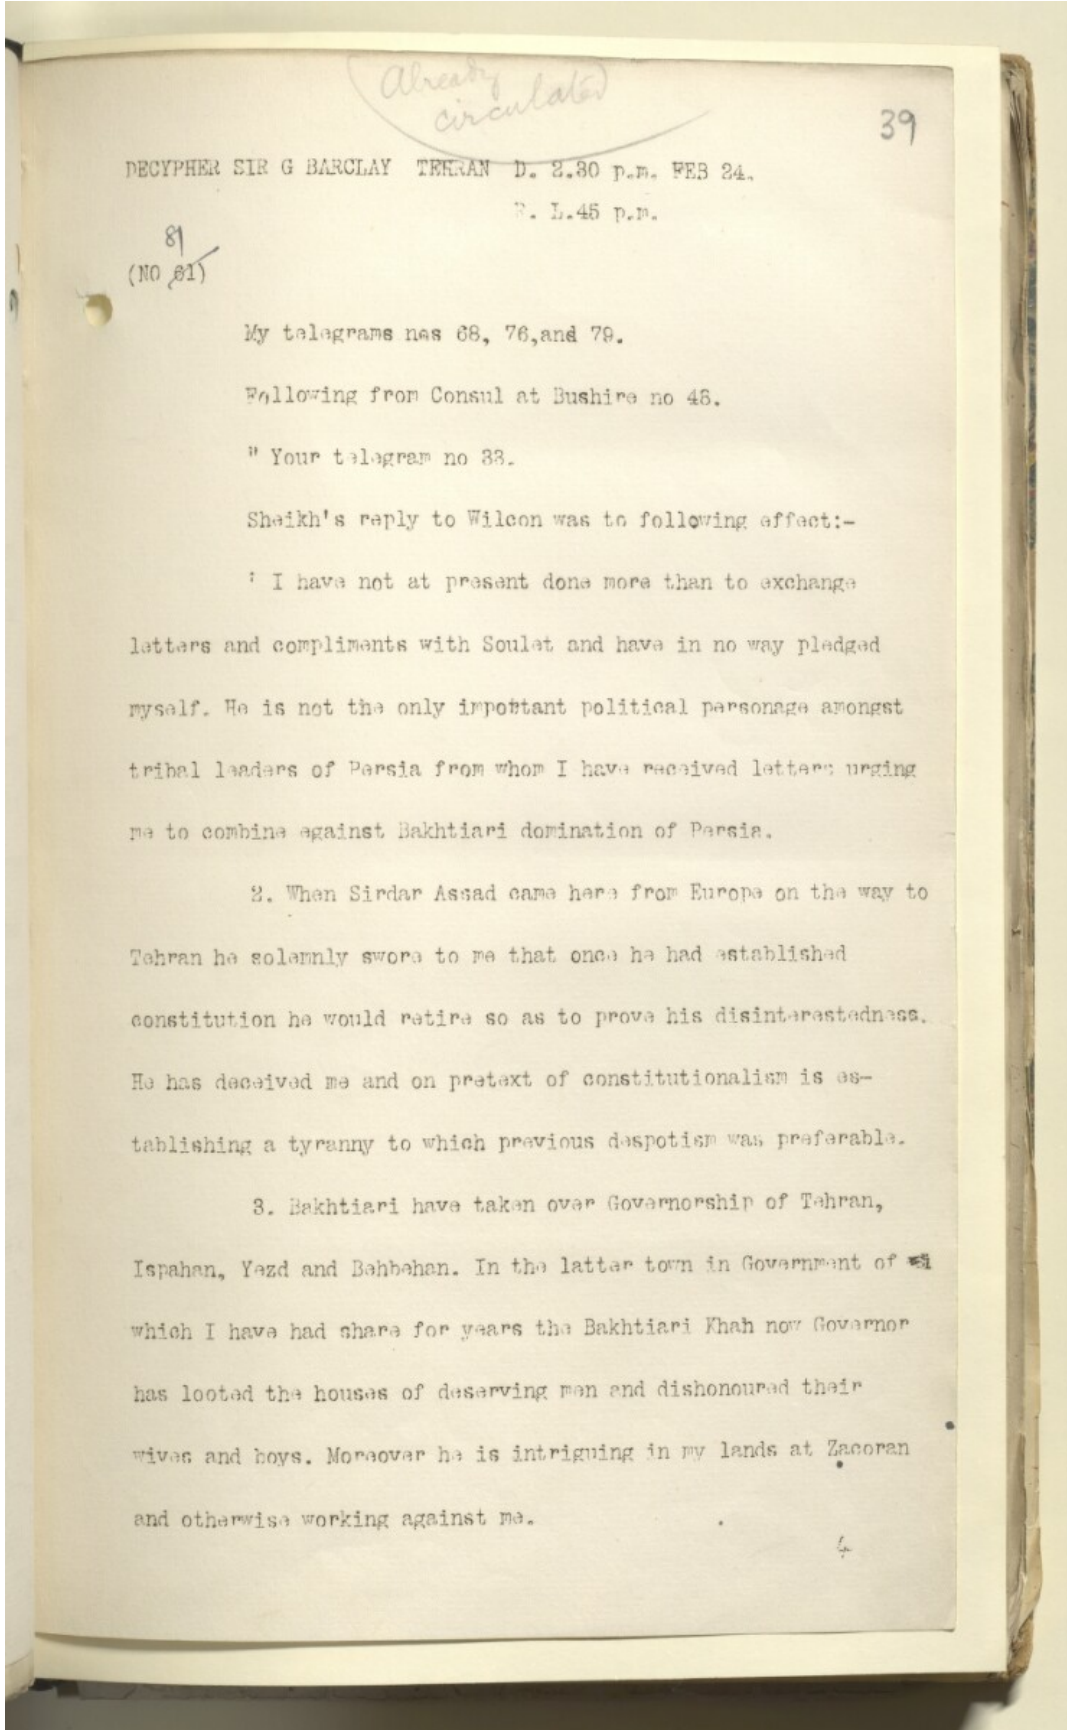 Already
circulated
39
DECYPHER SIR G BARCLAY TEHRAN D. 2.30 p.m. FEB 24.
R. L.45 p.m.
81
(NO 61)
My telegrams nos 68, 76,and 79.
Following from Consul at Bushire no 48.
" Your telegram no 33.
Sheikh's reply to Wilcon was to following effect:-
' I have not at present done more than to exchange
letters and compliments with Soulet and have in no way pledged
myself. He is not the only important political personage amongst
tribal leaders of Persia from whom I have received letters urging
me to combine against Bakhtiari domination of Persia.
2. When Sirdar Assad came here from Europe on the way to
Tehran he solemnly swore to me that once he had established
constitution he would retire so as to prove his disinterestedness.
He has deceived me and on pretext of constitutionalism is es-
tablishing a tyranny to which previous despotism was preferable.
3. Bakhtiari have taken over Governorship of Tehran,
Ispahan, Yezd and Behbehan. In the latter town in Government of
which I have had share for years the Bakhtiari Khah now Governor
has looted the houses of deserving men and dishonoured their
wives and boys. Moreover he is intriguing in my lands at Zacoran
and otherwise working against me.
4